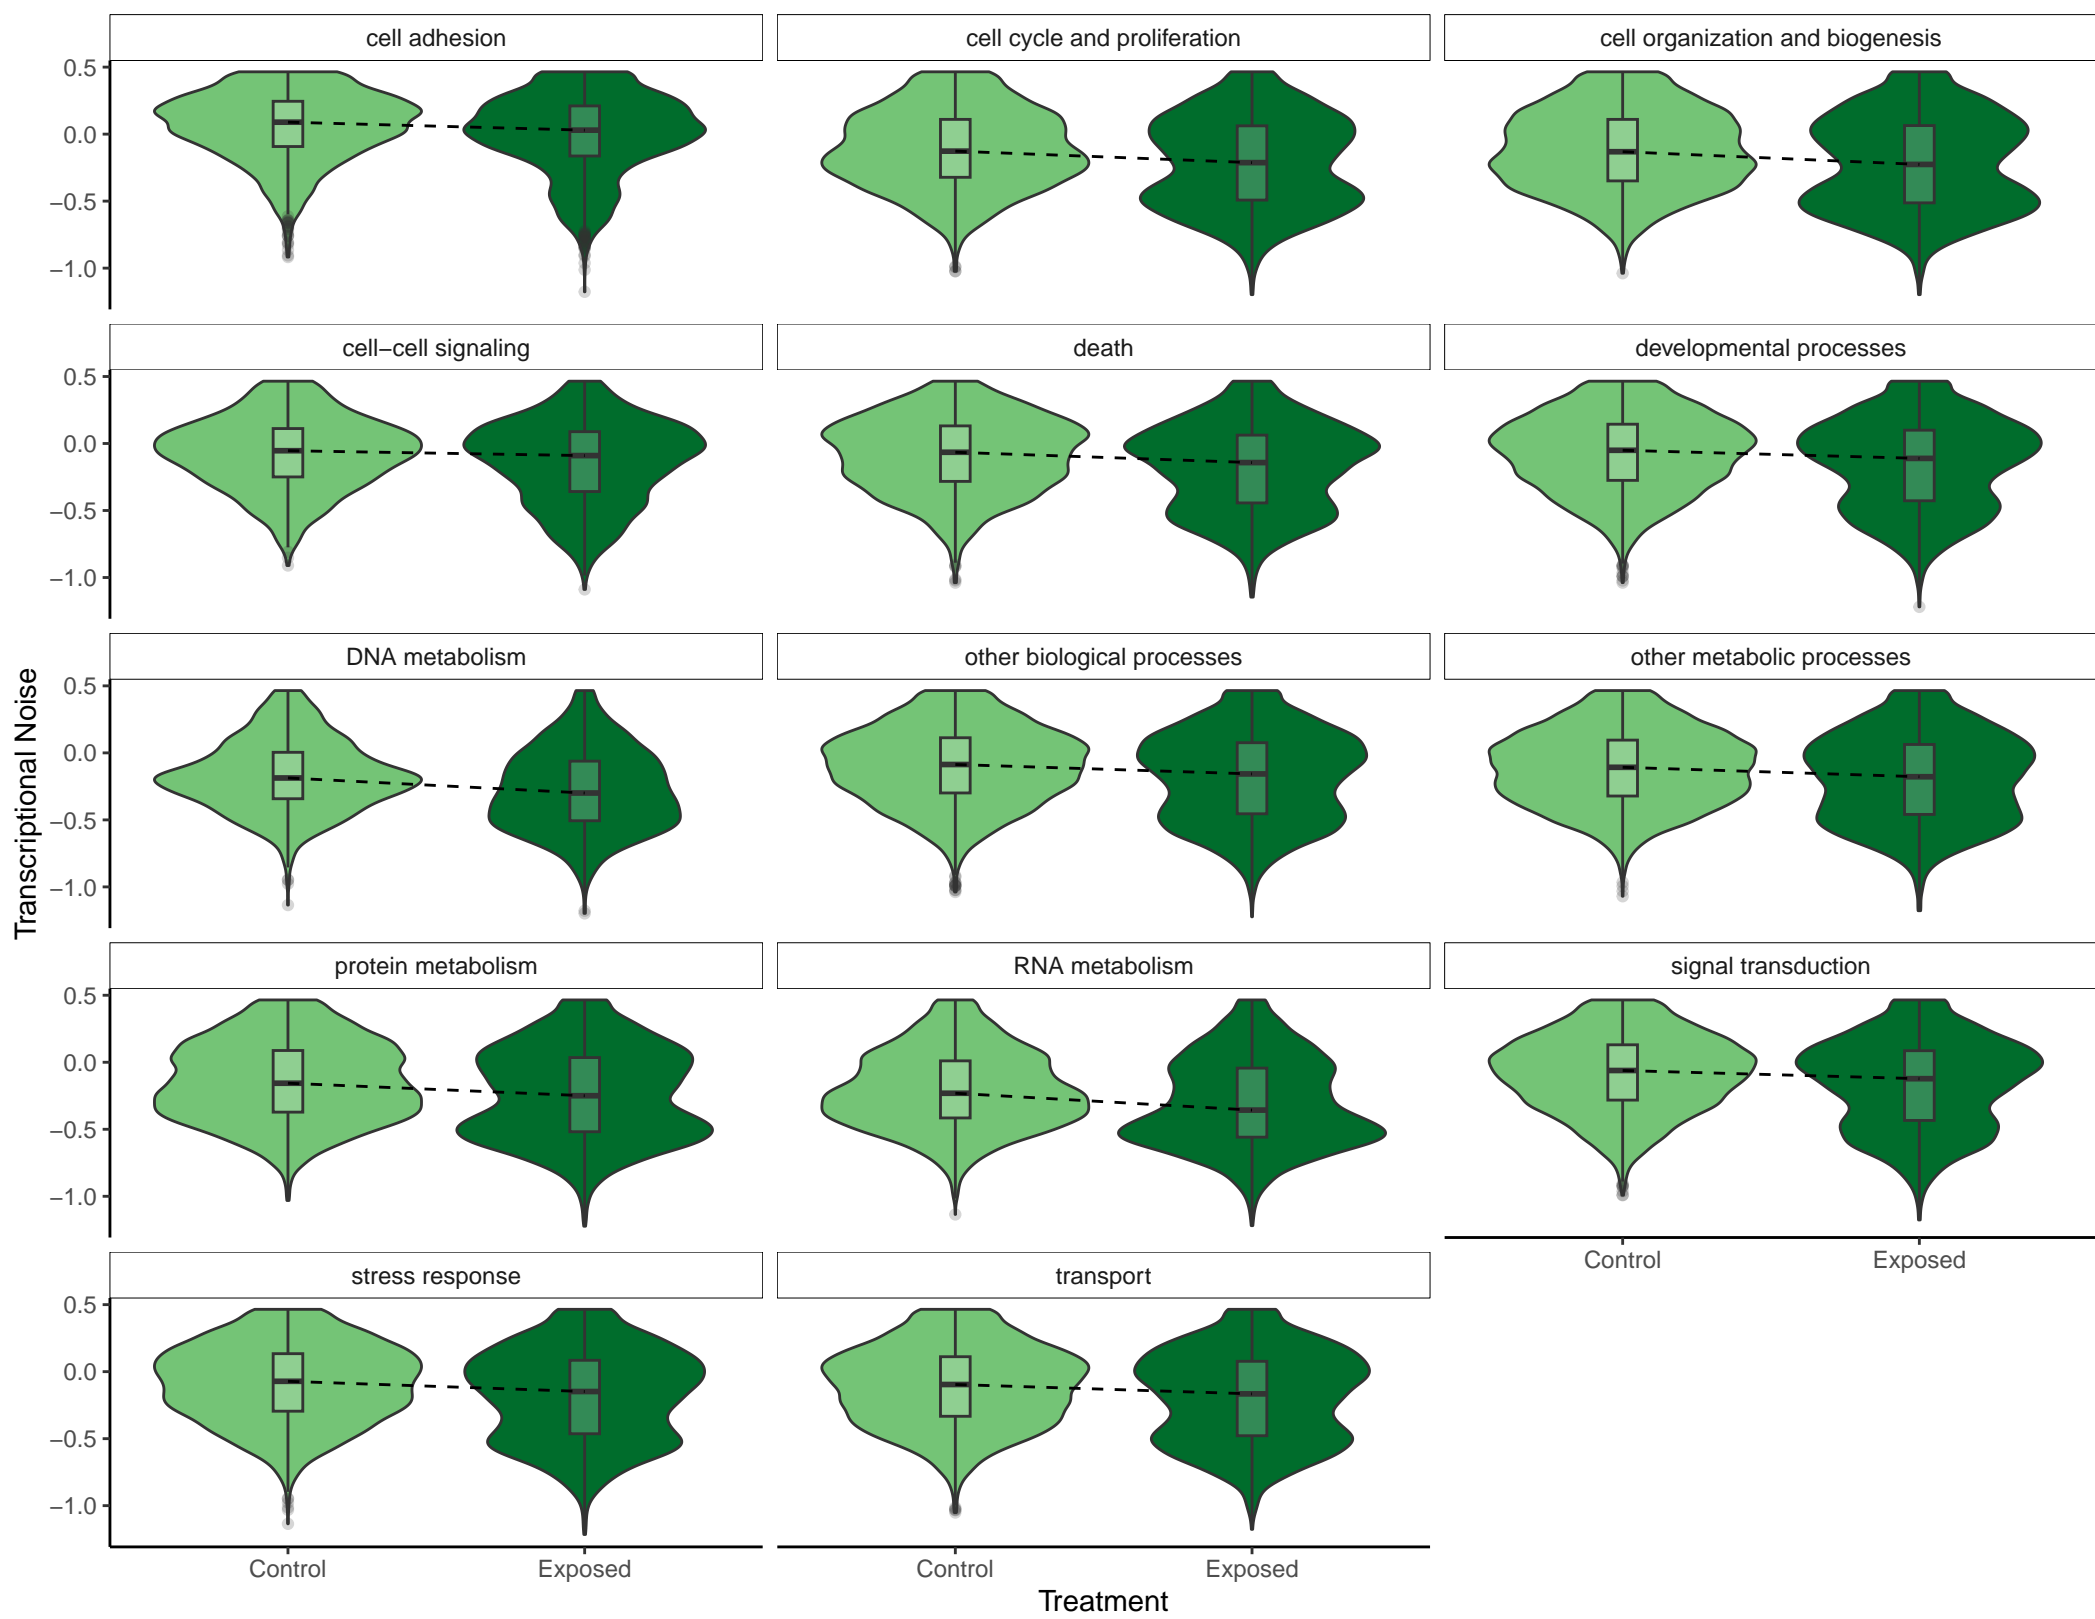 cell adhesion
cell cycle and proliferation
cell organization and biogenesis
0.5
0.0
−0.5
−1.0
cell−cell signaling
death
developmental processes
0.5
0.0
−0.5
−1.0
DNA metabolism
other biological processes
other metabolic processes
0.5
0.0
−0.5
−1.0
Transcriptional Noise
protein metabolism
RNA metabolism
signal transduction
0.5
0.0
−0.5
−1.0
Control
Exposed
stress response
transport
0.5
0.0
−0.5
−1.0
Control
Exposed
Control
Exposed
Treatment